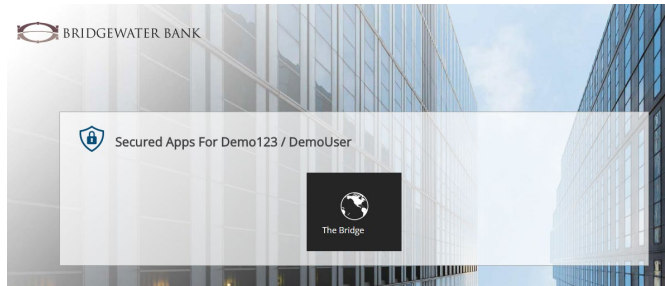 BRIDGEWATER BANK
Secured Apps For Demo123 / DemoUser
The Bridge